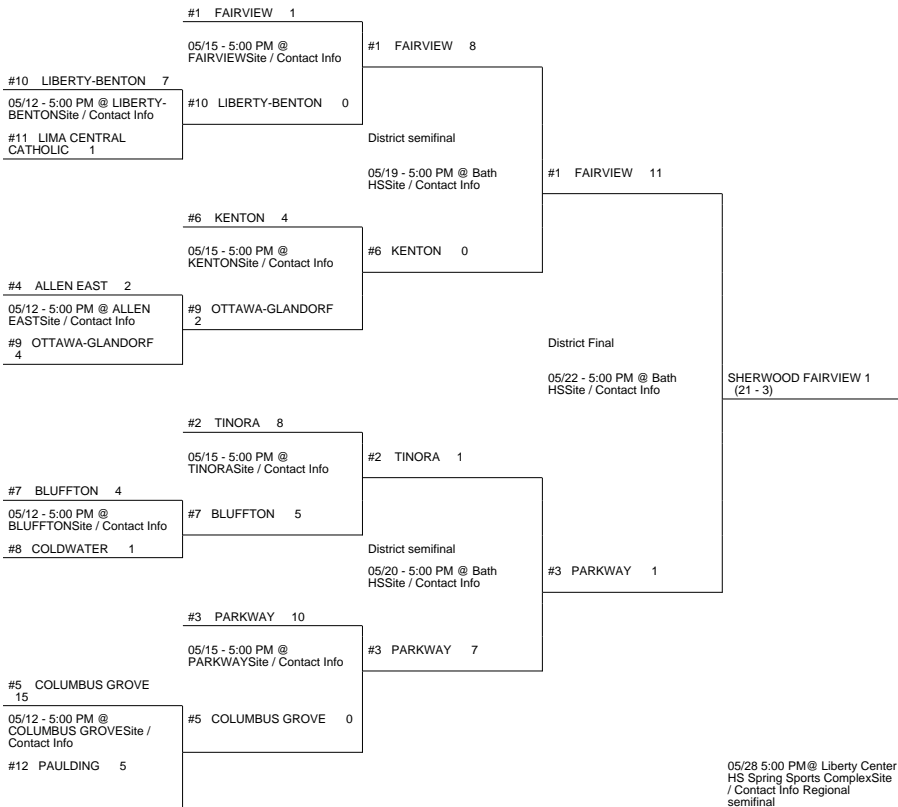 #1 FAIRVIEW 1
05/15 - 5:00 PM @
FAIRVIEWSite / Contact Info
#1 FAIRVIEW 8
#10 LIBERTY-BENTON 7
05/12 - 5:00 PM @ LIBERTY-
BENTONSite / Contact Info
#10 LIBERTY-BENTON 0
#11 LIMA CENTRAL
CATHOLIC 1
District semifinal
05/19 - 5:00 PM @ Bath
HSSite / Contact Info
#1 FAIRVIEW 11
#6 KENTON 4
05/15 - 5:00 PM @
KENTONSite / Contact Info
#6 KENTON 0
#4 ALLEN EAST 2
05/12 - 5:00 PM @ ALLEN
EASTSite / Contact Info
#9 OTTAWA-GLANDORF
2
#9 OTTAWA-GLANDORF
4
District Final
05/22 - 5:00 PM @ Bath
HSSite / Contact Info
SHERWOOD FAIRVIEW 1
(21 - 3)
#2 TINORA 8
05/15 - 5:00 PM @
TINORASite / Contact Info
#2 TINORA 1
#7 BLUFFTON 4
05/12 - 5:00 PM @
BLUFFTONSite / Contact Info
#7 BLUFFTON 5
#8 COLDWATER 1
District semifinal
05/20 - 5:00 PM @ Bath
HSSite / Contact Info
#3 PARKWAY 1
#3 PARKWAY 10
05/15 - 5:00 PM @
PARKWAYSite / Contact Info
#3 PARKWAY 7
#5 COLUMBUS GROVE
15
05/12 - 5:00 PM @
COLUMBUS GROVESite /
Contact Info
#5 COLUMBUS GROVE 0
#12 PAULDING 5
05/28 5:00 PM@ Liberty Center
HS Spring Sports ComplexSite
/ Contact Info Regional
semifinal